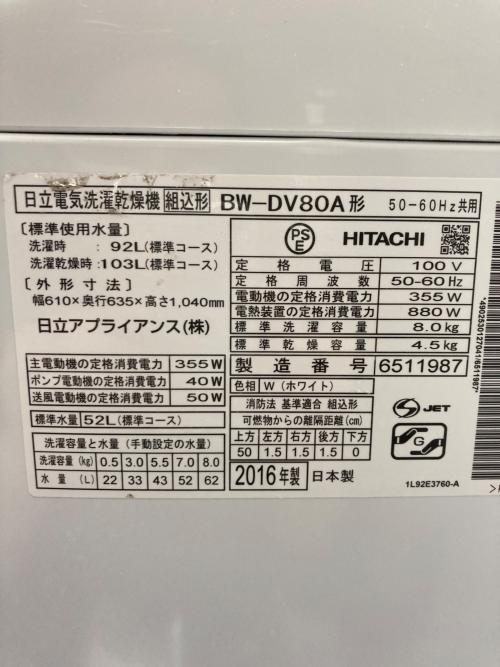 日立電気洗濯乾燥機 組込形 BW-DV80A形 50-60Hz共用
〔標準使用水量〕
洗濯時 : 92L(標準コース)
洗濯乾燥時:103L(標準コース)
〔外形寸法〕
幅610×奥行635×高さ1,040mm
日立アプライアンス(株)
主電動機の定格消費電力 355W
ポンプ電動機の定格消費電力 40W
送風電動機の定格消費電力 50W
標準水量 52L(標準コース)
洗濯容量と水量 (手動設定の水量)
洗濯容量(kg) 0.5 3.0 5.5 7.0 8.0
水量(L) 22 33 43 52 62
PSE HITACHI
定格電圧 100V
定格周波数 50-60Hz
電動機の定格消費電力 355W
電熱装置の定格消費電力 880W
標準洗濯容量 8.0kg
標準乾燥容量 4.5kg
製造番号 6511987
色相 W(ホワイト)
消防法 基準適合 組込形
可燃物からの離隔距離(cm)
上方 左方 右方 後方 下方
50 1.5 1.5 1.5 0
2016年製 日本製
JET
G
1L92E3760-A